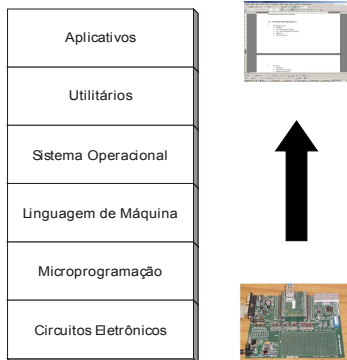 Aplicativos
Utilitários
Sistema Operacional
Linguagem de Máquina
Microprogramação
Circuitos Eletrônicos